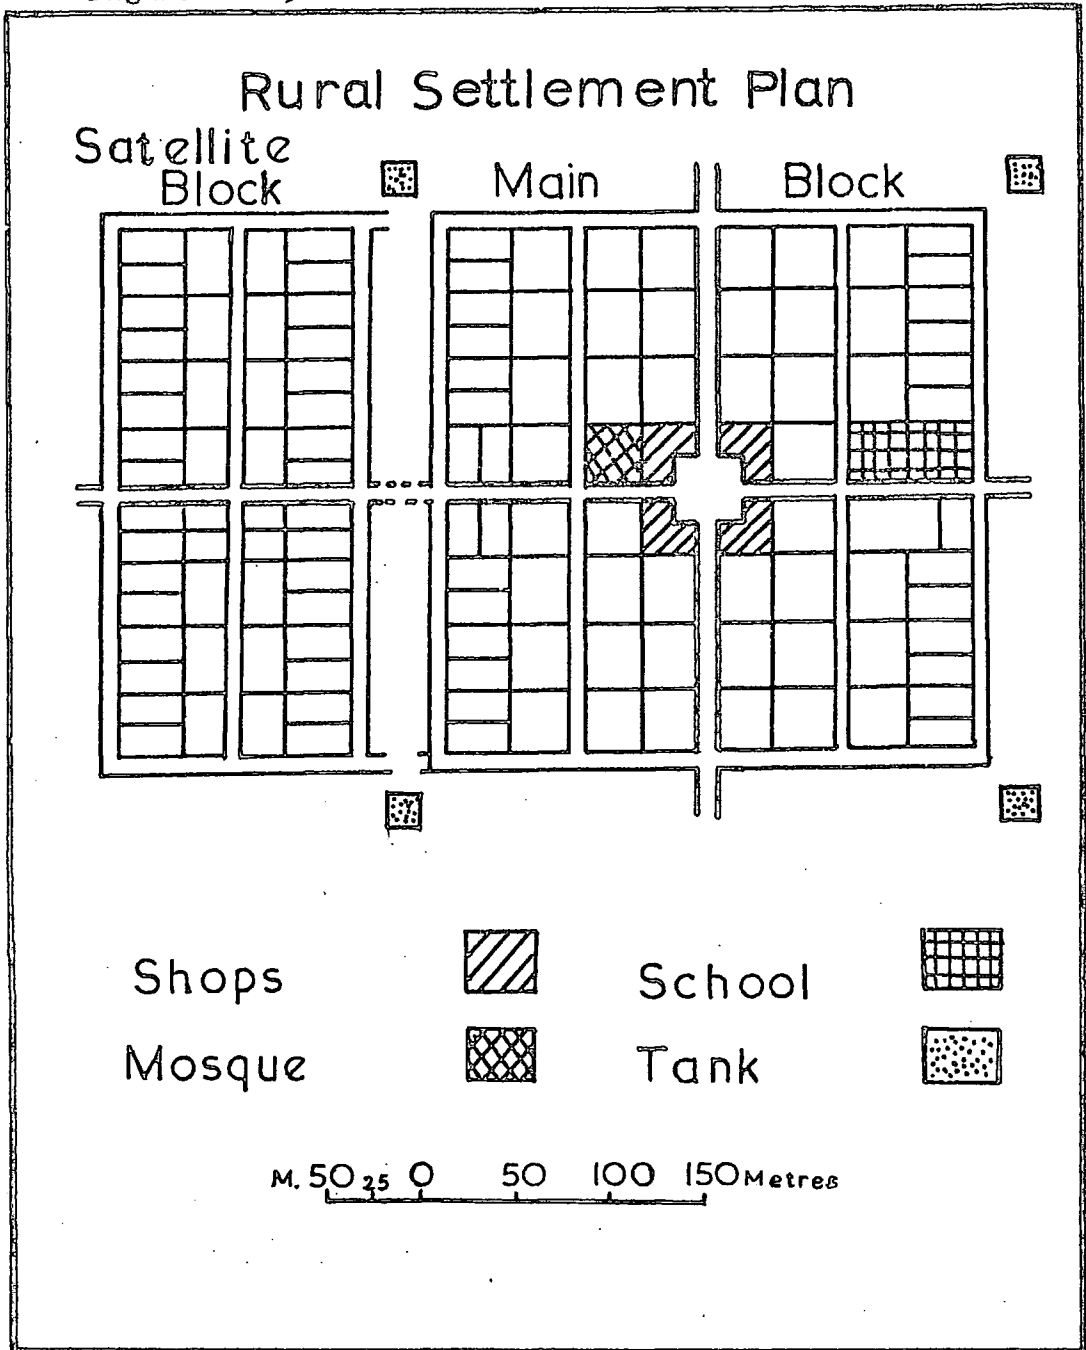 Rural Settlement Plan
Satellite
Block
Main Block
Shops
School
Mosque
Tank
M. 50 25 0 50 100 150 Metres